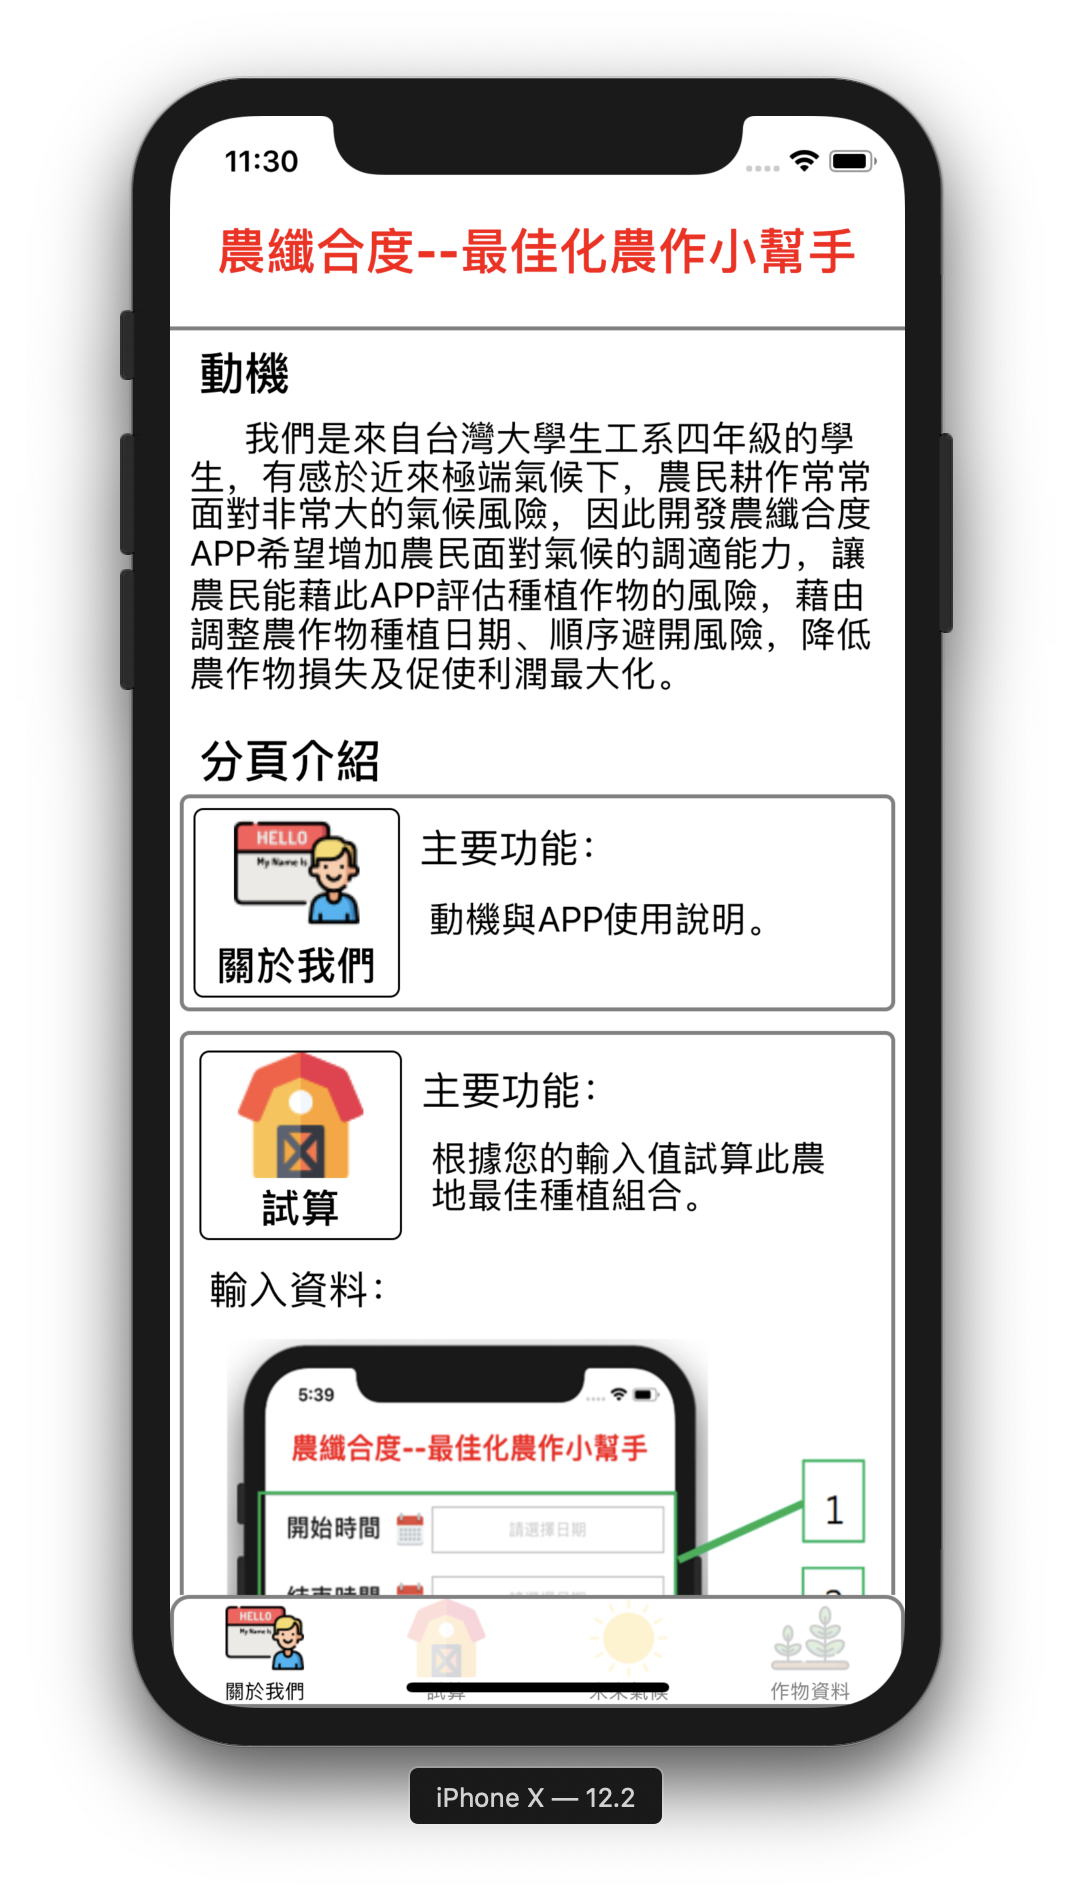 11:30
農纖合度--最佳化農作小幫手
動機
我們是來自台灣大學生工系四年級的學
生，有感於近來極端氣候下，農民耕作常常
面對非常大的氣候風險，因此開發農纖合度
APP希望增加農民面對氣候的調適能力，讓
農民能藉此APP評估種植作物的風險，藉由
調整農作物種植日期、順序避開風險，降低
農作物損失及促使利潤最大化。
分頁介紹
HELLO
My Name Is
關於我們
主要功能：
動機與APP使用說明。
試算
主要功能：
根據您的輸入值試算此農
地最佳種植組合。
輸入資料：
5:39
農纖合度--最佳化農作小幫手
開始時間
請選擇日期
1
結束時間
請選擇日期
2
HELLO
My Name Is
關於我們
試算
未來氣候
作物資料
iPhone X — 12.2